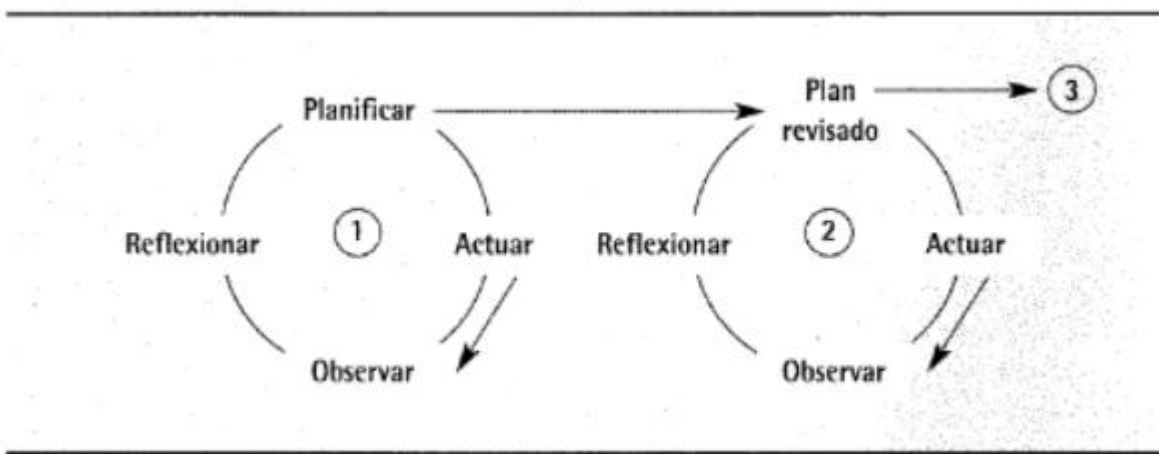 Planificar
Plan
revisado
3
Reflexionar
1
Actuar
Reflexionar
2
Actuar
Observar
Observar